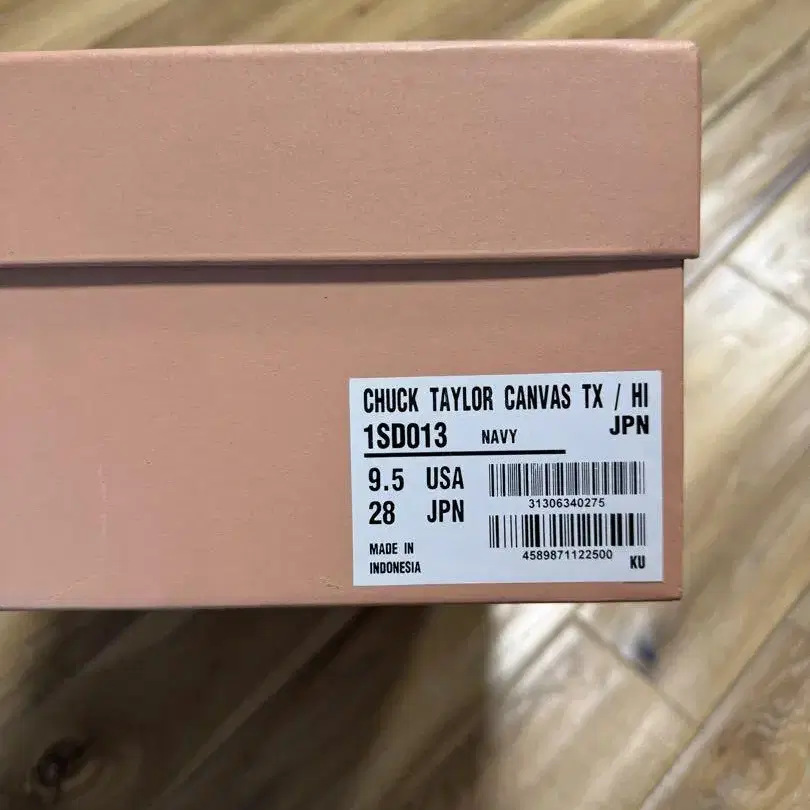 CHUCK TAYLOR CANVAS TX / HI
1SD013 NAVY JPN
9.5 USA
28 JPN
31306340275
4589871122500
MADE IN
INDONESIA
KU